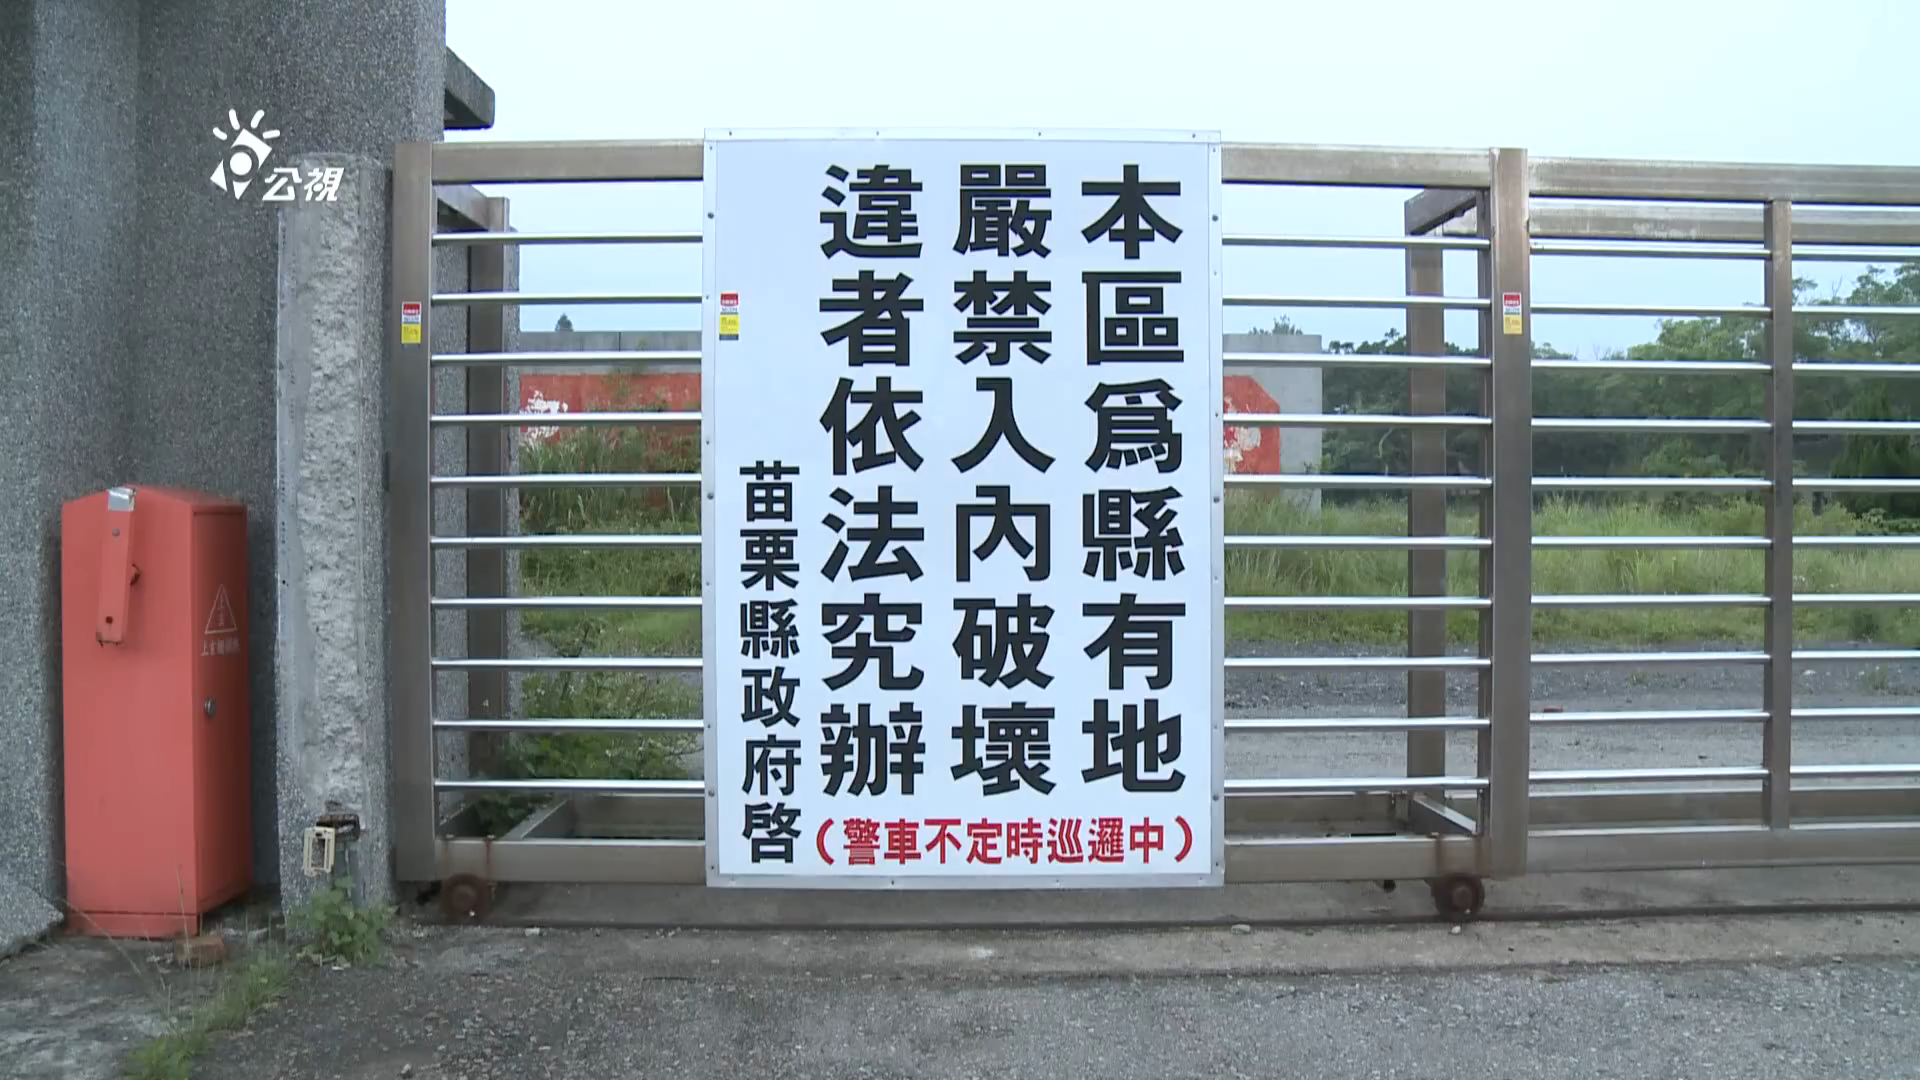 公視
本區為縣有地
嚴禁入內破壞
違者依法究辦
苗栗縣政府啓
（警車不定時巡邏中）